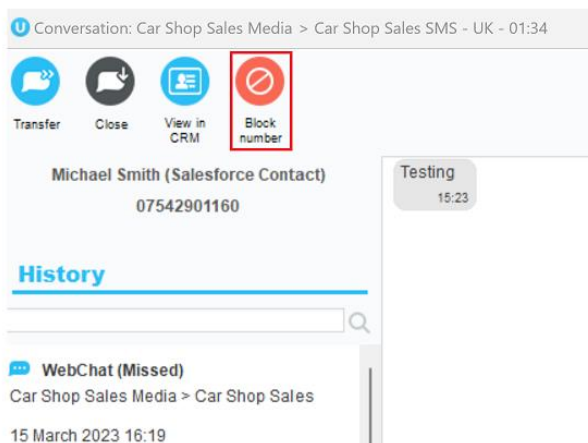 Conversation: Car Shop Sales Media > Car Shop Sales SMS - UK - 01:34
Transfer
Close
View in
CRM
Block
number
Michael Smith (Salesforce Contact)
07542901160
Testing
15:23
History
WebChat (Missed)
Car Shop Sales Media > Car Shop Sales
15 March 2023 16:19